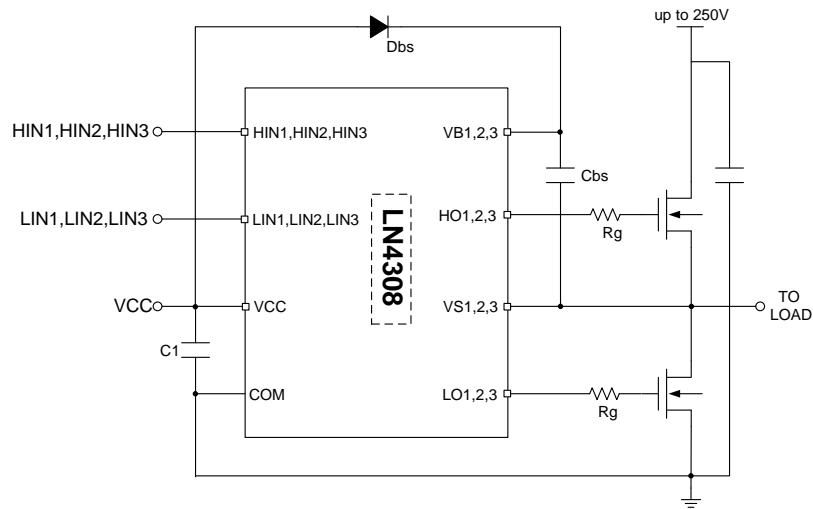 up to 250V
Dbs
HIN1,HIN2,HIN3
HIN1,HIN2,HIN3
VB1,2,3
Cbs
LIN1,LIN2,LIN3
LIN1,LIN2,LIN3
LN4308
HO1,2,3
Rg
VCC
VCC
VS1,2,3
TO
LOAD
C1
COM
LO1,2,3
Rg